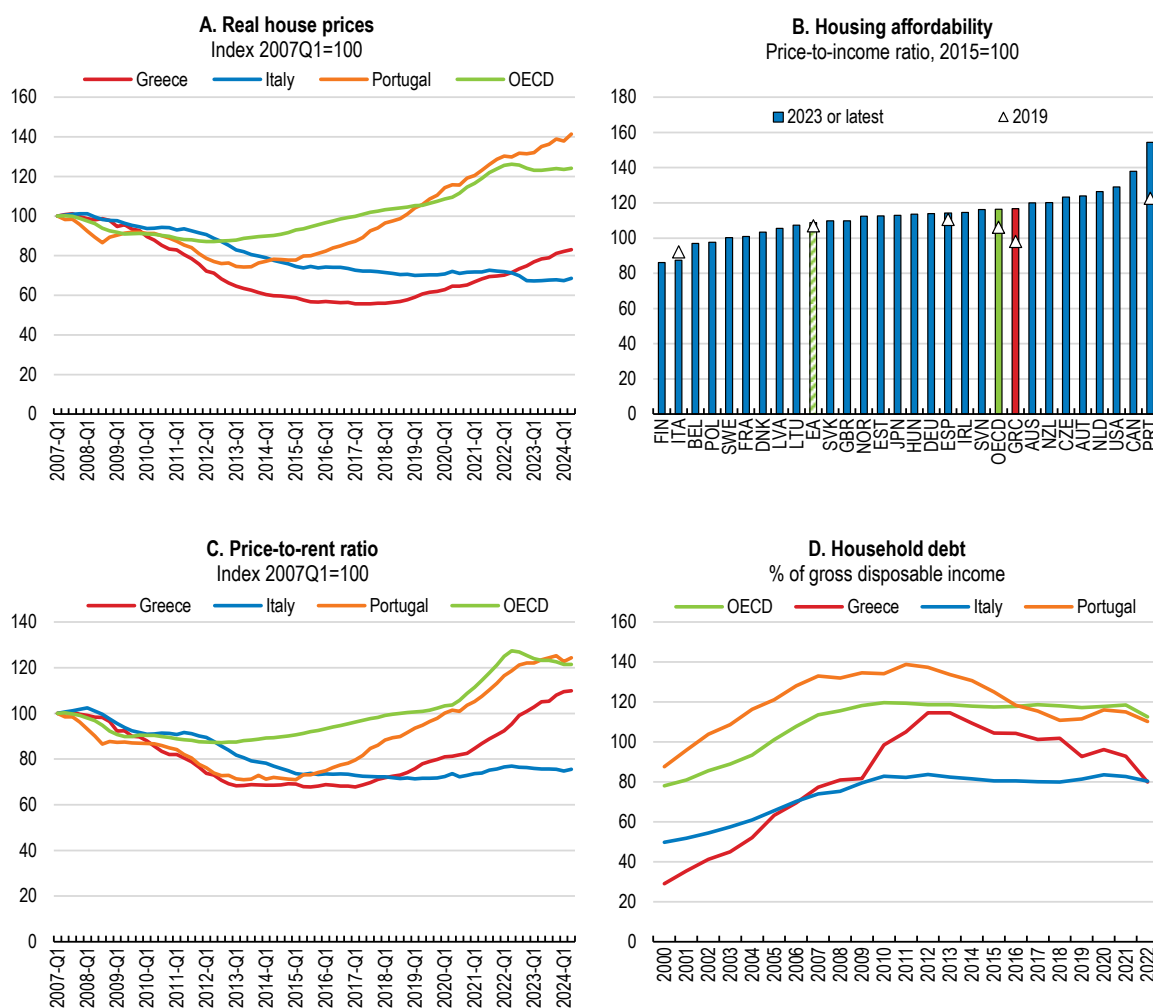 A. Real house prices
Index 2007Q1=100
Greece Italy Portugal OECD
160
140
120
100
80
60
40
20
0
2007-Q1
2008-Q1
2009-Q1
2010-Q1
2011-Q1
2012-Q1
2013-Q1
2014-Q1
2015-Q1
2016-Q1
2017-Q1
2018-Q1
2019-Q1
2020-Q1
2021-Q1
2022-Q1
2023-Q1
2024-Q1
B. Housing affordability
Price-to-income ratio, 2015=100
2023 or latest 2019
180
160
140
120
100
80
60
40
20
0
FIN
ITA
BEL
POL
SWE
FRA
DNK
LVA
LTU
EA
SVK
GBR
NOR
EST
JPN
HUN
DEU
ESP
IRL
SVN
OECD
GRC
AUS
NZL
CZE
AUT
NLD
USA
CAN
PRT
C. Price-to-rent ratio
Index 2007Q1=100
Greece Italy Portugal OECD
140
120
100
80
60
40
20
0
2007-Q1
2008-Q1
2009-Q1
2010-Q1
2011-Q1
2012-Q1
2013-Q1
2014-Q1
2015-Q1
2016-Q1
2017-Q1
2018-Q1
2019-Q1
2020-Q1
2021-Q1
2022-Q1
2023-Q1
2024-Q1
D. Household debt
% of gross disposable income
OECD Greece Italy Portugal
160
140
120
100
80
60
40
20
0
2000
2001
2002
2003
2004
2005
2006
2007
2008
2009
2010
2011
2012
2013
2014
2015
2016
2017
2018
2019
2020
2021
2022